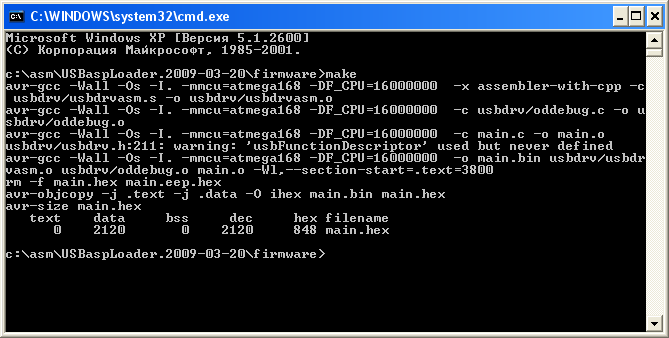 C:\WINDOWS\system32\cmd.exe
Microsoft Windows XP [Версия 5.1.2600]
(C) Корпорация Майкрософт, 1985-2001.
c:\asm\USBaspLoader.2009-03-20\firmware>make
avr-gcc -Wall -Os -I. -mmcu=atmega168 -DF_CPU=16000000  -x assembler-with-cpp -c
 usbdrv/usbdrvasm.s -o usbdrv/usbdrvasm.o
avr-gcc -Wall -Os -I. -mmcu=atmega168 -DF_CPU=16000000  -c usbdrv/oddebug.c -o u
sbdrv/oddebug.o
avr-gcc -Wall -Os -I. -mmcu=atmega168 -DF_CPU=16000000  -c main.c -o main.o
usbdrv/usbdrv.h:211: warning: 'usbFunctionDescriptor' used but never defined
avr-gcc -Wall -Os -I. -mmcu=atmega168 -DF_CPU=16000000  -o main.bin usbdrv/usbdr
vasm.o usbdrv/oddebug.o main.o -Wl,--section-start=.text=3800
rm -f main.hex main.eep.hex
avr-objcopy -j .text -j .data -O ihex main.bin main.hex
avr-size main.hex
   text    data     bss     dec     hex filename
      0    2120       0    2120     848 main.hex
c:\asm\USBaspLoader.2009-03-20\firmware>